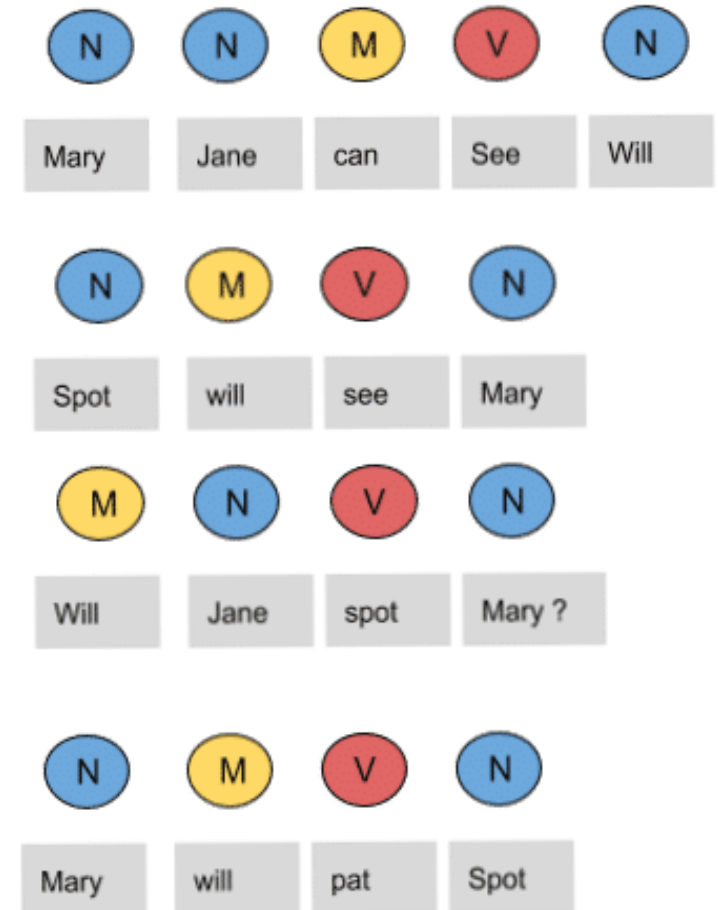 N N M V N
Mary Jane can See Will
N M V N
Spot will see Mary
M N V N
Will Jane spot Mary ?
N M V N
Mary will pat Spot